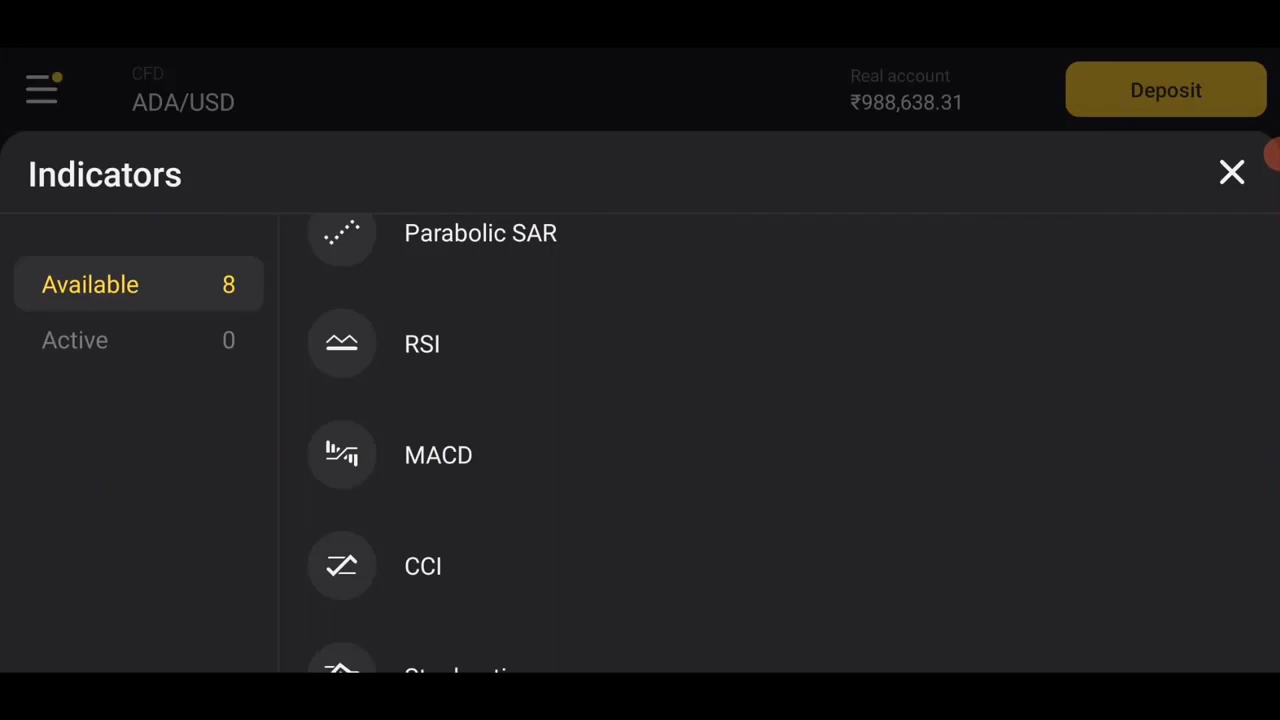 CFD
ADA/USD
Real account
₹988,638.31
Deposit
Indicators
Available 8
Active 0
Parabolic SAR
RSI
MACD
CCI